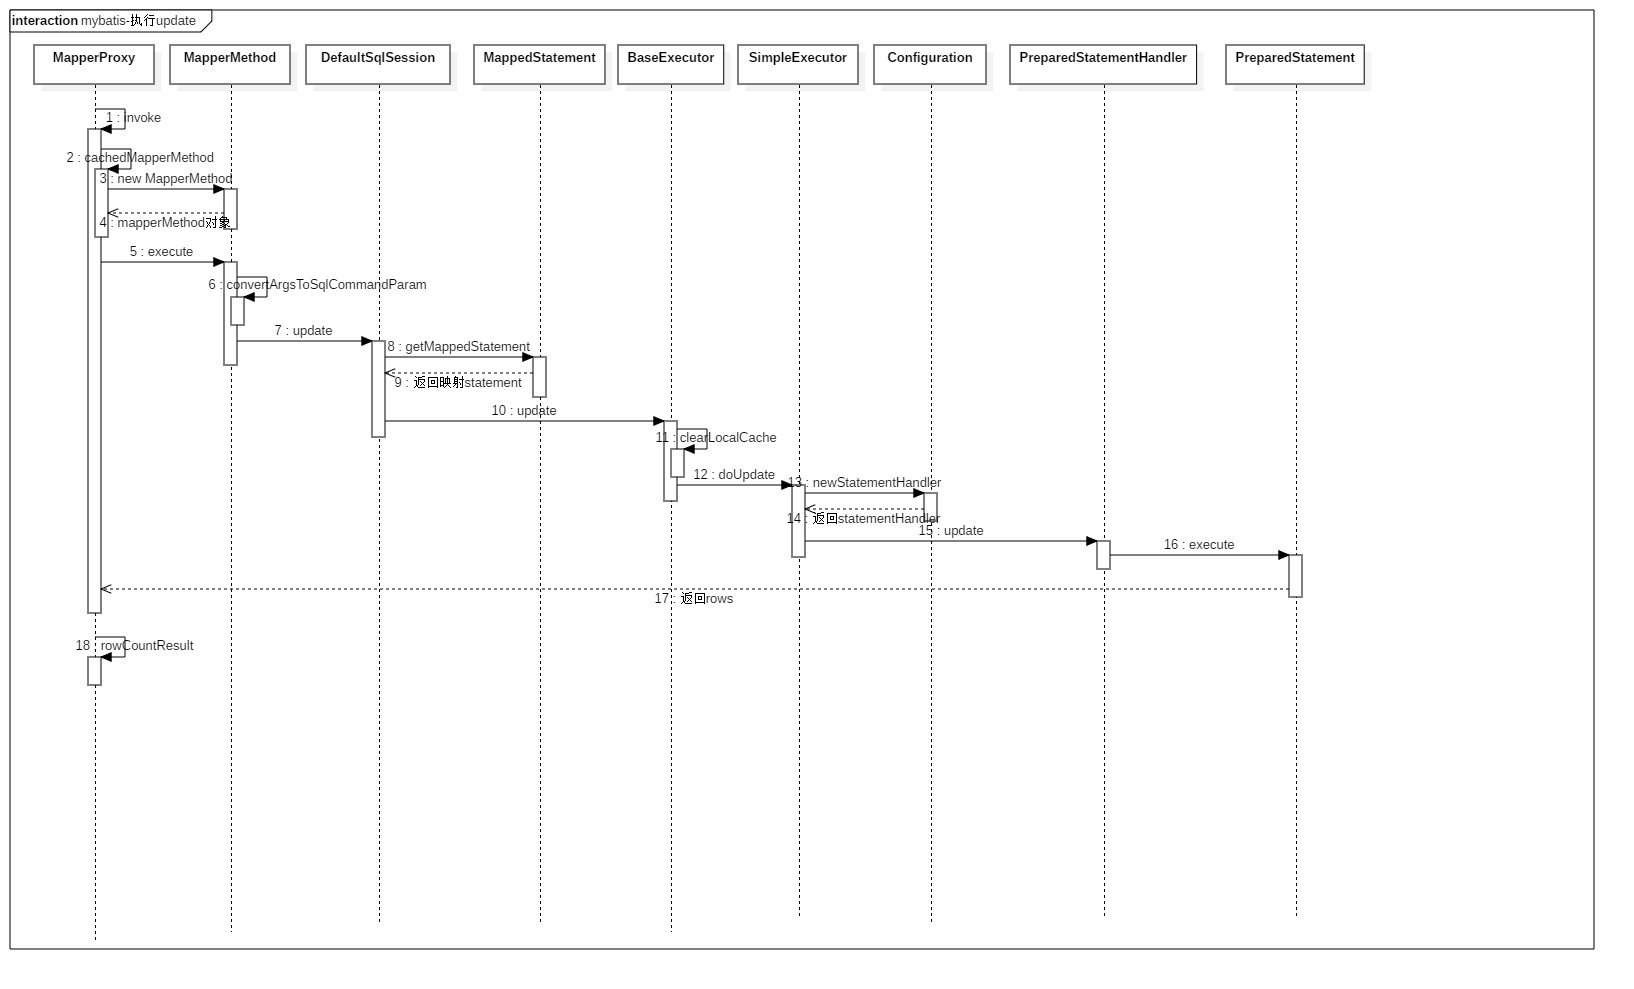 interaction mybatis-执行update
MapperProxy
MapperMethod
DefaultSqlSession
MappedStatement
BaseExecutor
SimpleExecutor
Configuration
PreparedStatementHandler
PreparedStatement
1 : invoke
2 : cachedMapperMethod
3 : new MapperMethod
4 : mapperMethod对象
5 : execute
6 : convertArgsToSqlCommandParam
7 : update
8 : getMappedStatement
9 : 返回映射statement
10 : update
11 : clearLocalCache
12 : doUpdate
13 : newStatementHandler
14 : 返回statementHandler
15 : update
16 : execute
17 : 返回rows
18 : rowCountResult